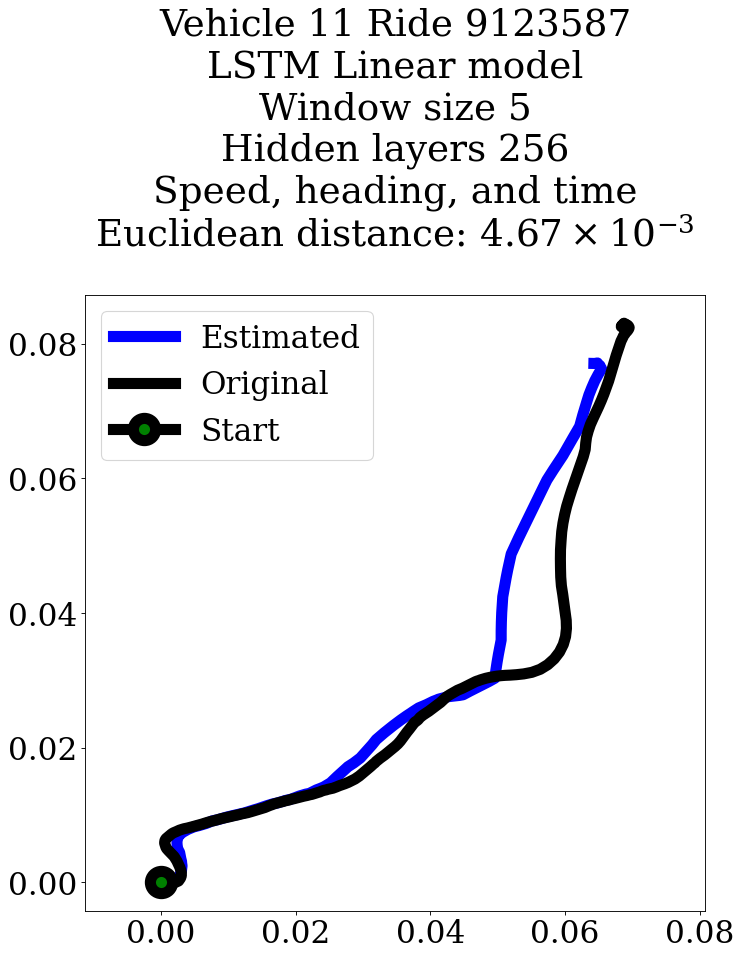 Vehicle 11 Ride 9123587
LSTM Linear model
Window size 5
Hidden layers 256
Speed, heading, and time
Euclidean distance: 4.67 × 10⁻³
Estimated
Original
Start
0.08
0.06
0.04
0.02
0.00
0.00 0.02 0.04 0.06 0.08